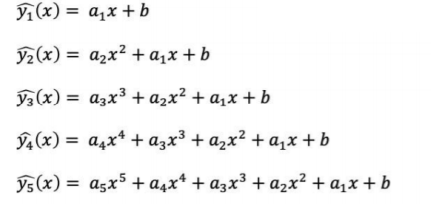 ŷ₁(x) = a₁x + b
ŷ₂(x) = a₂x² + a₁x + b
ŷ₃(x) = a₃x³ + a₂x² + a₁x + b
ŷ₄(x) = a₄x⁴ + a₃x³ + a₂x² + a₁x + b
ŷ₅(x) = a₅x⁵ + a₄x⁴ + a₃x³ + a₂x² + a₁x + b